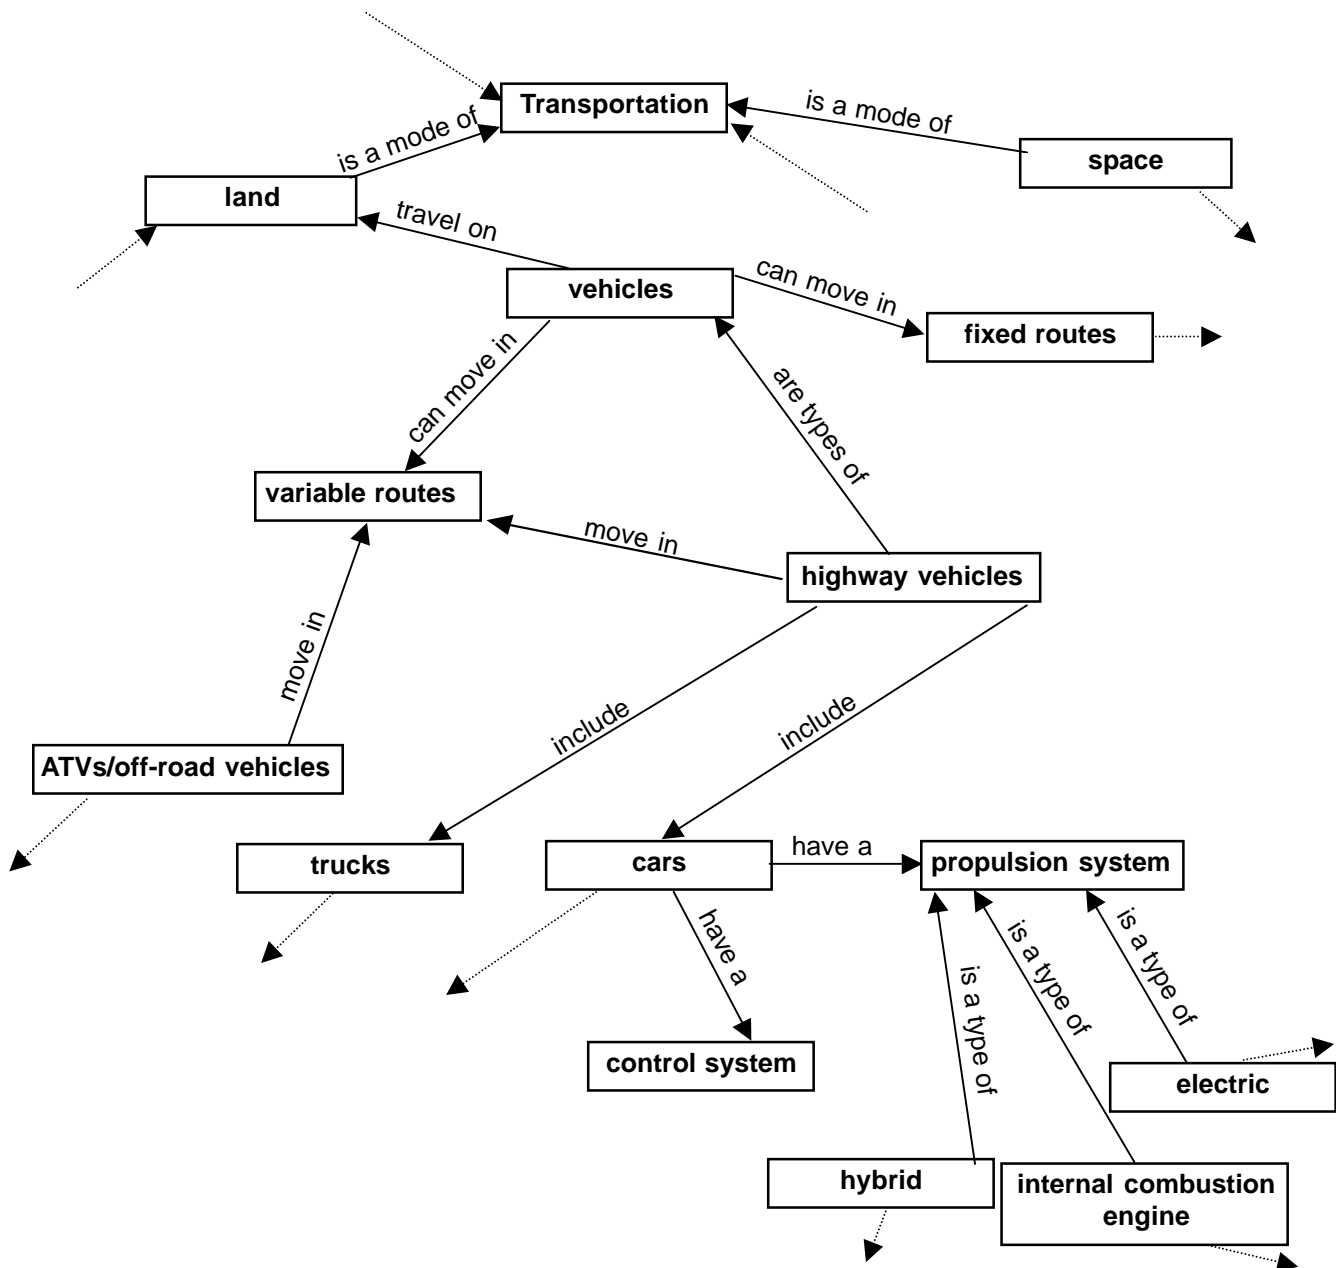 Transportation
is a mode of
is a mode of
space
land
travel on
vehicles
can move in
fixed routes
can move in
are types of
variable routes
move in
highway vehicles
move in
include
include
ATVs/off-road vehicles
trucks
cars
have a
propulsion system
have a
is a type of
is a type of
is a type of
control system
electric
hybrid
internal combustion
engine